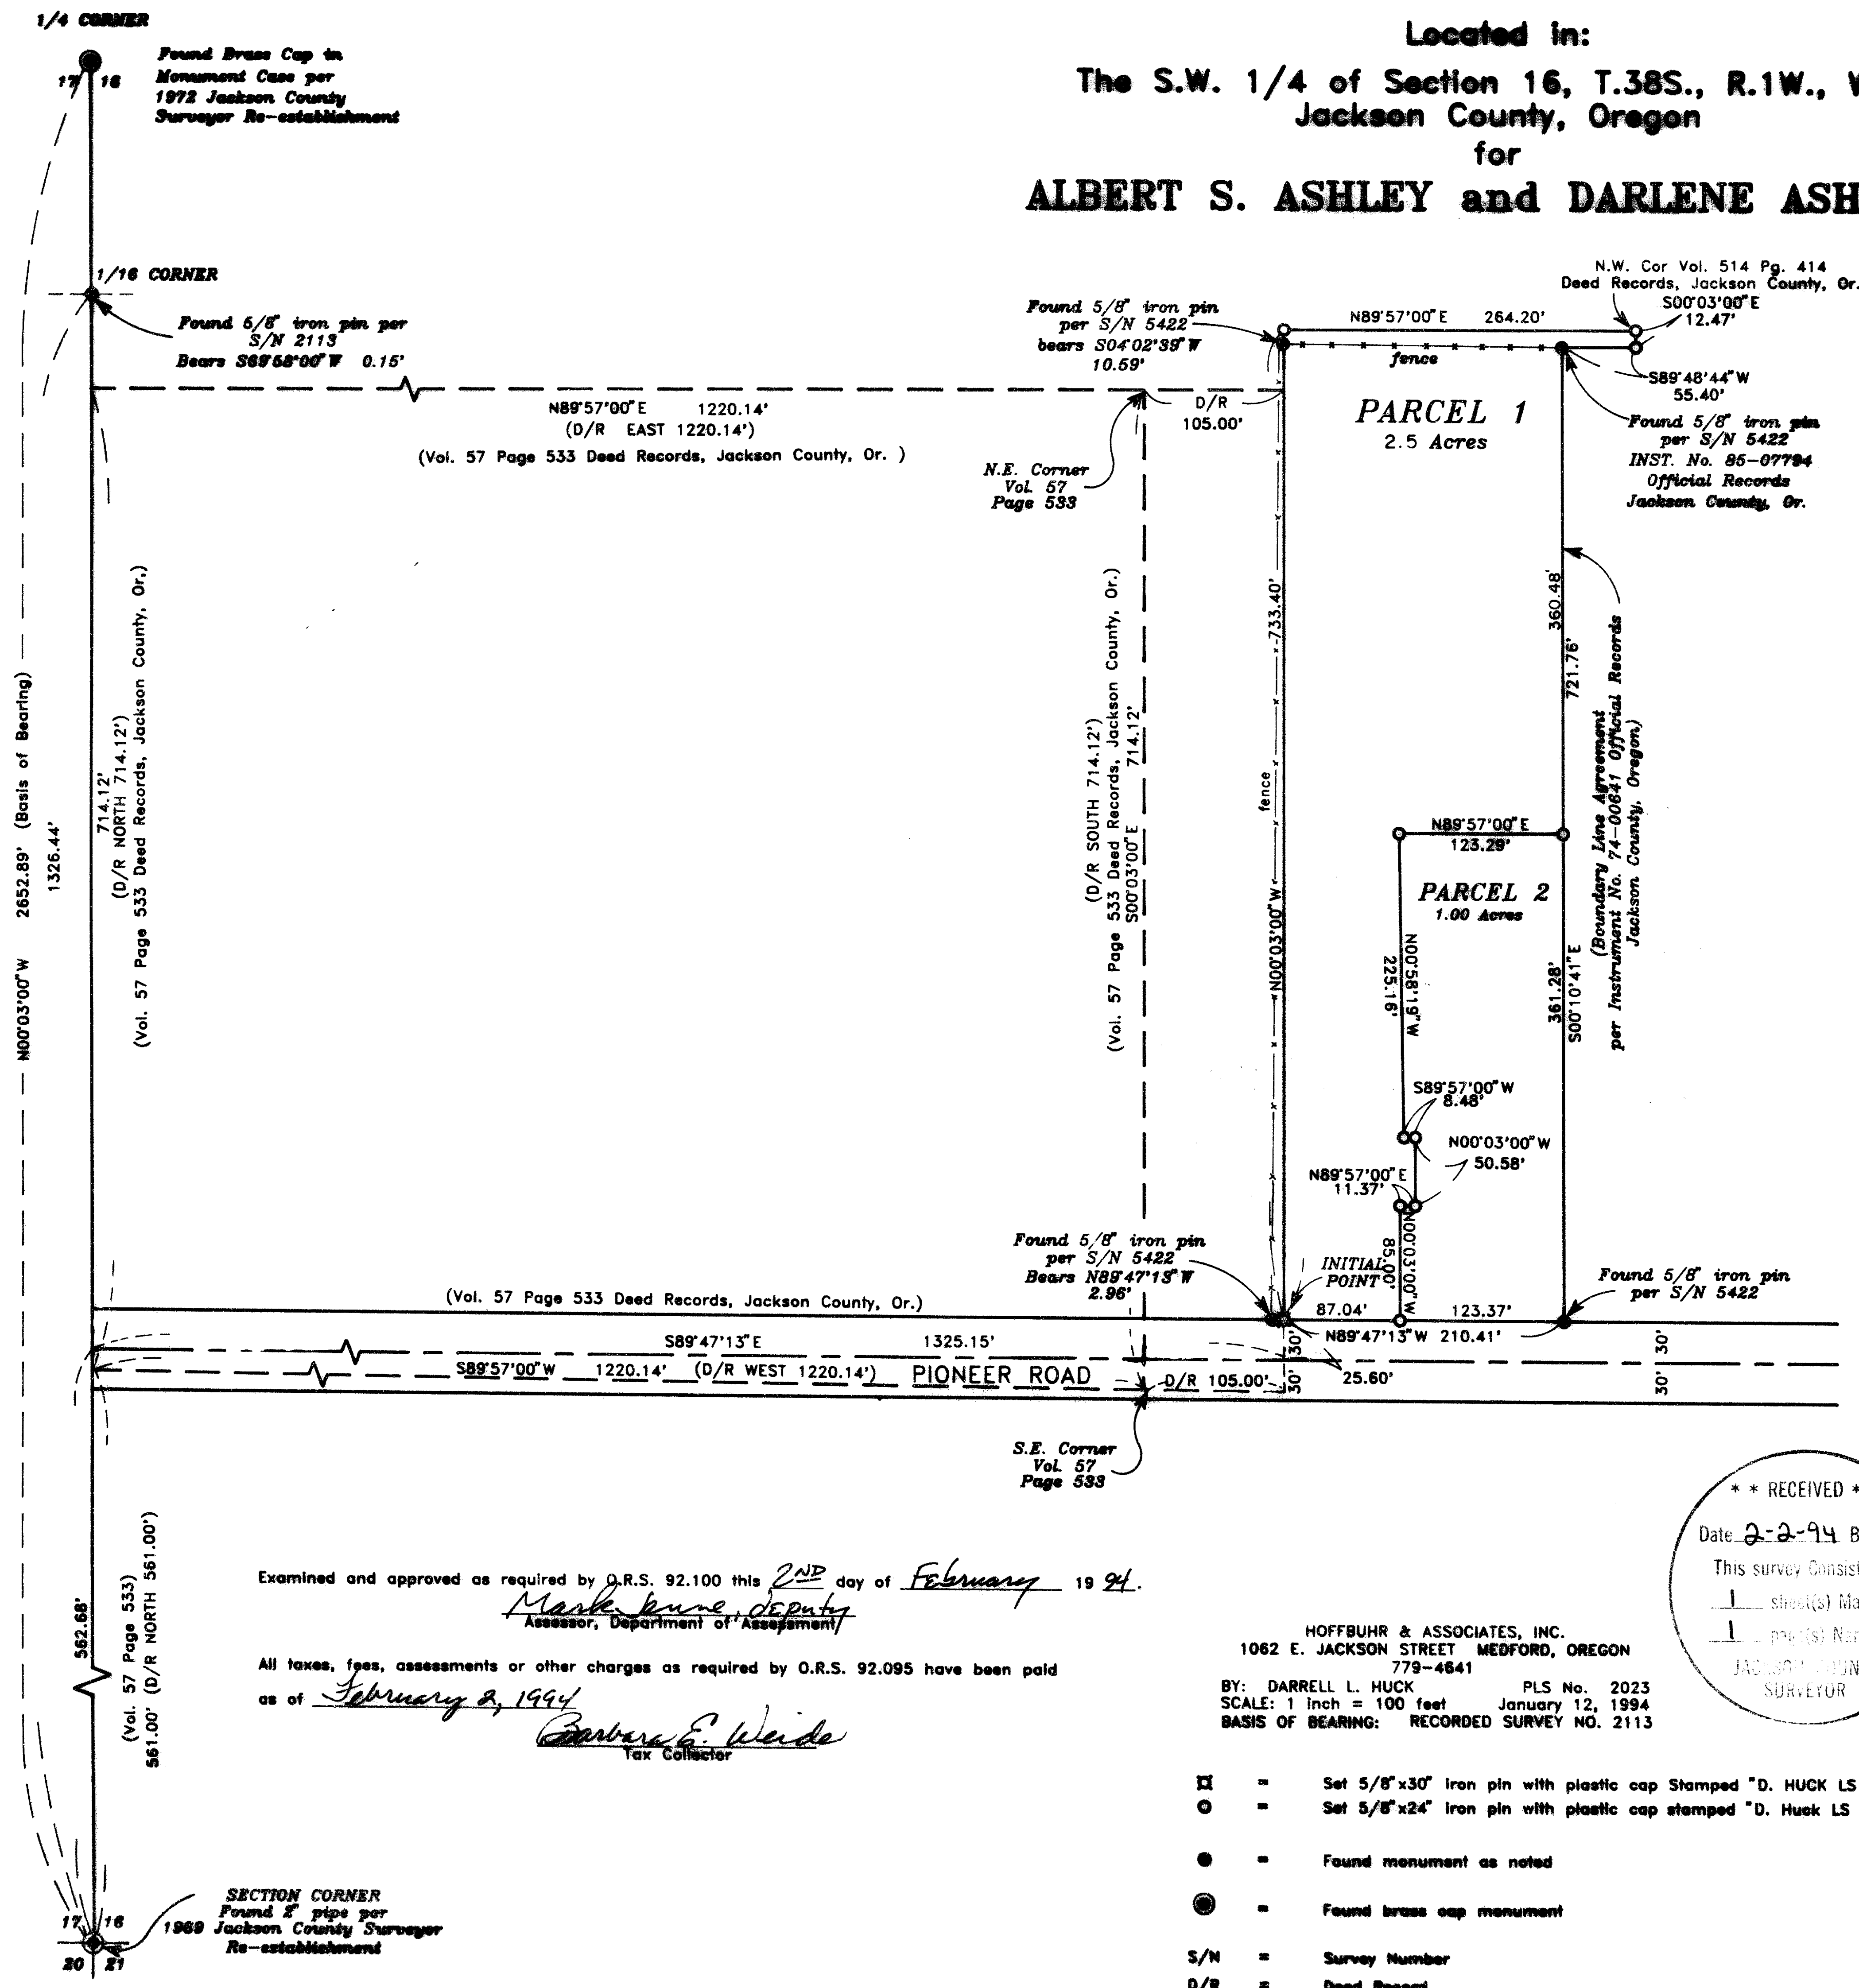 1/4 CORNER
17 16
Found Brass Cap in
Monument Case per
1972 Jackson County
Surveyor Re-establishment
Located in:
The S.W. 1/4 of Section 16, T.38S., R.1W., W
Jackson County, Oregon
for
ALBERT S. ASHLEY and DARLENE ASH
1/16 CORNER
Found 5/8" iron pin per
S/N 2113
Bears S69°58'00" W 0.15'
N89°57'00" E 1220.14'
(D/R EAST 1220.14')
(Vol. 57 Page 533 Deed Records, Jackson County, Or. )
N.E. Corner
Vol. 57
Page 533
D/R
105.00'
Found 5/8" iron pin
per S/N 5422
bears S04°02'39" W
10.59'
N89°57'00" E 264.20'
fence
N.W. Cor Vol. 514 Pg. 414
Deed Records, Jackson County, Or.
S00°03'00" E
12.47'
S89°48'44" W
55.40'
Found 5/8" iron pin
per S/N 5422
INST. No. 85-07794
Official Records
Jackson County, Or.
PARCEL 1
2.5 Acres
N00°03'00" W 2652.89' (Basis of Bearing)
1326.44'
714.12'
(D/R NORTH 714.12')
(Vol. 57 Page 533 Deed Records, Jackson County, Or.)
(D/R SOUTH 714.12')
(Vol. 57 Page 533 Deed Records, Jackson County, Or.)
S00°03'00" E 714.12'
fence
N00°03'00" W 733.40'
360.48'
721.76'
(Boundary Line Agreement
per Instrument No. 74-00641 Official Records
Jackson County, Oregon)
N89°57'00" E
123.29'
PARCEL 2
1.00 Acres
N00°58'19" W
225.16'
361.28'
S00°10'41" E
S89°57'00" W
8.48'
N00°03'00" W
50.58'
N89°57'00" E
11.37'
N00°03'00" W
85.00'
Found 5/8" iron pin
per S/N 5422
Bears N89°47'13" W
2.96'
INITIAL
POINT
Found 5/8" iron pin
per S/N 5422
87.04' 123.37'
N89°47'13" W 210.41'
(Vol. 57 Page 533 Deed Records, Jackson County, Or.)
S89°47'13" E 1325.15'
S89°57'00" W 1220.14' (D/R WEST 1220.14') PIONEER ROAD
D/R 105.00'
25.60'
30'
30'
30'
30'
S.E. Corner
Vol. 57
Page 533
562.68'
(Vol. 57 Page 533)
561.00' (D/R NORTH 561.00')
Examined and approved as required by O.R.S. 92.100 this 2ND day of February 19 94.
Mark deputy
Assessor, Department of Assessment
All taxes, fees, assessments or other charges as required by O.R.S. 92.095 have been paid
as of February 2, 1994
Barbara E. Weide
Tax Collector
HOFFBUHR & ASSOCIATES, INC.
1062 E. JACKSON STREET MEDFORD, OREGON
779-4641
BY: DARRELL L. HUCK PLS No. 2023
SCALE: 1 inch = 100 feet January 12, 1994
BASIS OF BEARING: RECORDED SURVEY NO. 2113
* * RECEIVED *
Date 2-2-94 B
This survey Consist
1 sheet(s) Ma
1 page(s) Nar
JACKSON COUN
SURVEYOR
= Set 5/8"x30" iron pin with plastic cap Stamped "D. HUCK LS
= Set 5/8"x24" iron pin with plastic cap stamped "D. Huck LS
= Found monument as noted
= Found brass cap monument
S/N = Survey Number
D/R = Deed Record
SECTION CORNER
Found 2" pipe per
1969 Jackson County Surveyor
Re-establishment
17 16
20 21